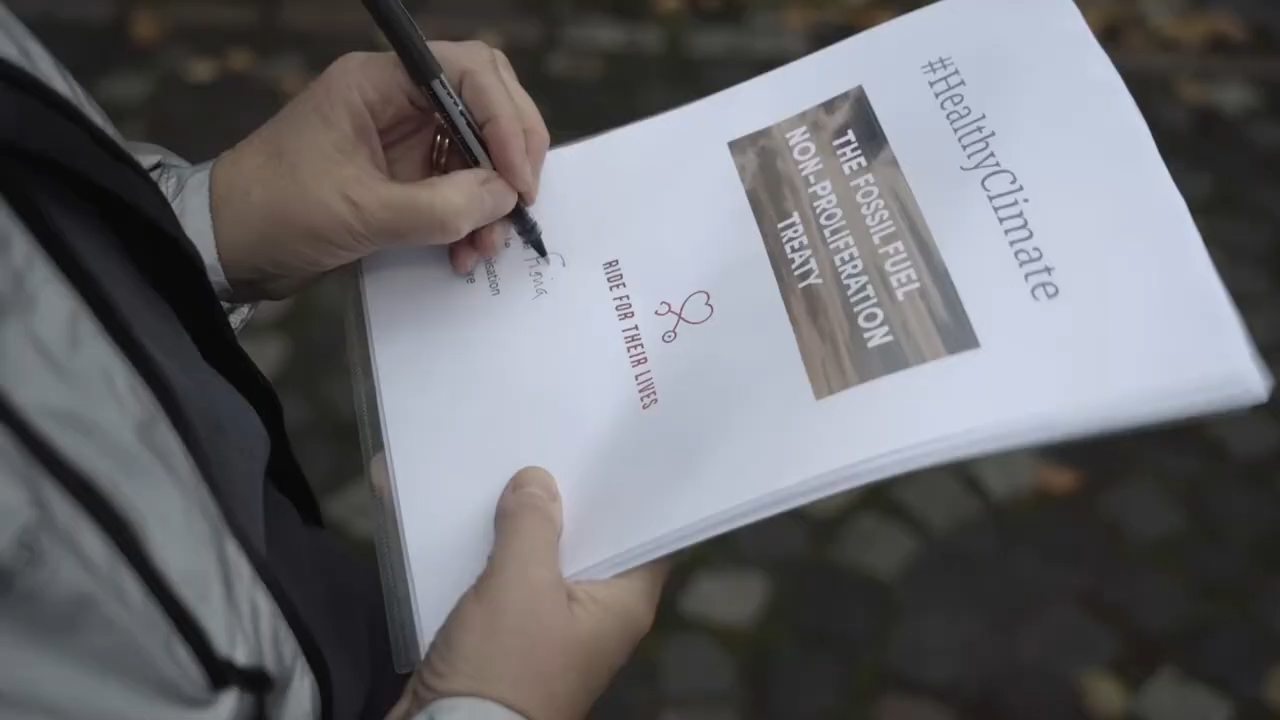 #HealthyClimate
THE FOSSIL FUEL
NON-PROLIFERATION
TREATY
RIDE FOR THEIR LIVES